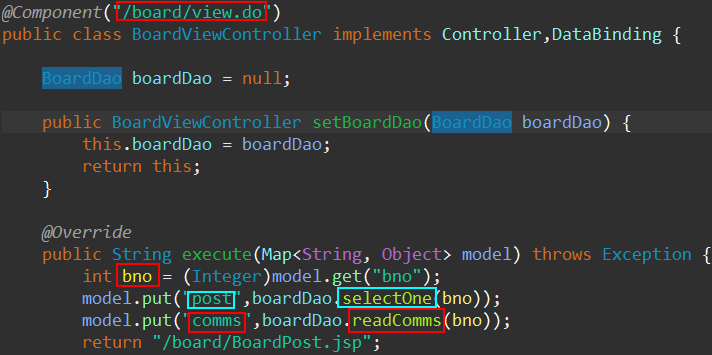 @Component("/board/view.do")
public class BoardViewController implements Controller,DataBinding {
BoardDao boardDao = null;
public BoardViewController setBoardDao(BoardDao boardDao) {
this.boardDao = boardDao;
return this;
}
@Override
public String execute(Map<String, Object> model) throws Exception {
int bno = (Integer)model.get("bno");
model.put("post",boardDao.selectOne(bno));
model.put("comms",boardDao.readComms(bno));
return "/board/BoardPost.jsp";